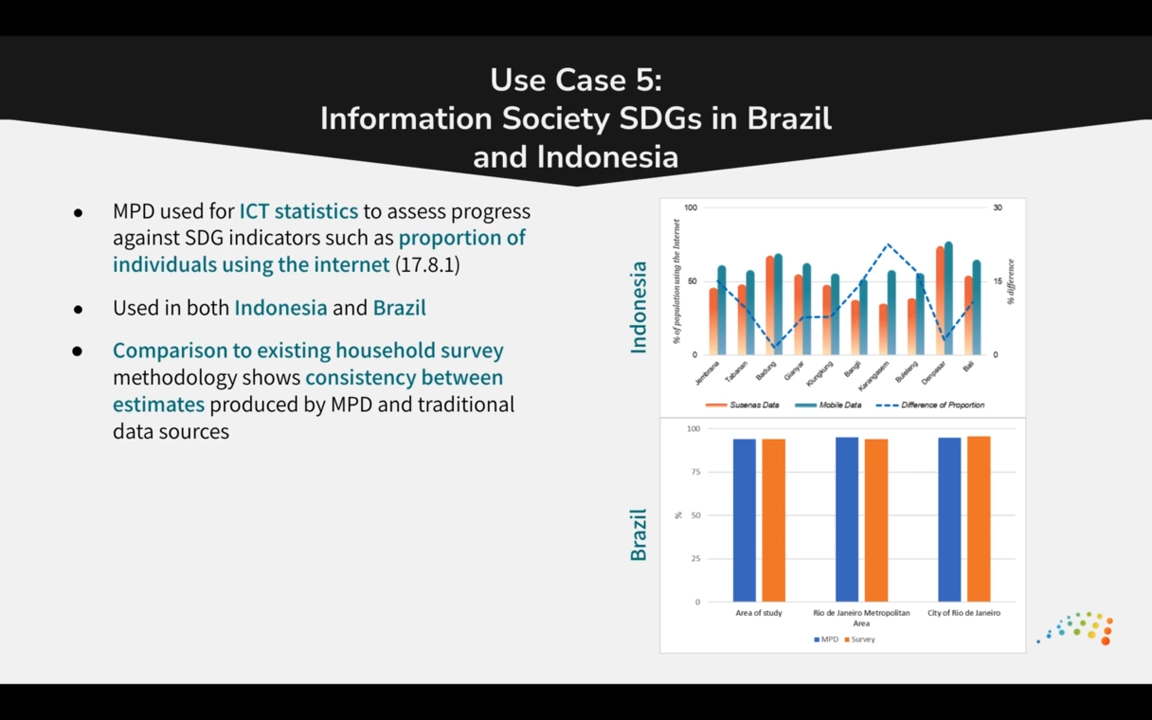 Use Case 5:
Information Society SDGs in Brazil
and Indonesia
● MPD used for ICT statistics to assess progress
against SDG indicators such as proportion of
individuals using the internet (17.8.1)
● Used in both Indonesia and Brazil
● Comparison to existing household survey
methodology shows consistency between
estimates produced by MPD and traditional
data sources
Indonesia
% of population using the Internet
100
50
0
30
15
0
% difference
Jembrana
Tabanan
Badung
Gianyar
Klungkung
Bangli
Karangasem
Buleleng
Denpasar
Bali
Susenas Data Mobile Data Difference of Proportion
Brazil
%
100
75
50
25
0
Area of study
Rio de Janeiro Metropolitan
Area
City of Rio de Janeiro
MPD Survey